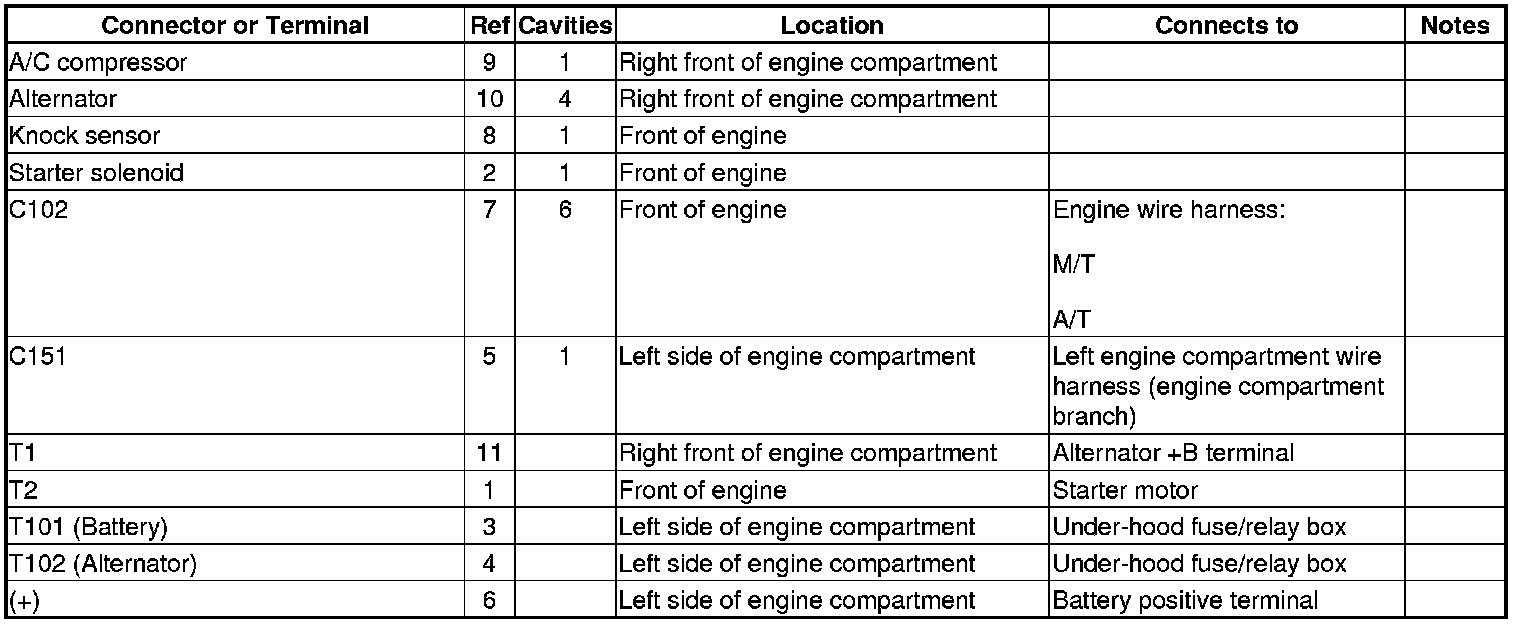 Connector or Terminal Ref Cavities Location Connects to Notes
A/C compressor 9 1 Right front of engine compartment
Alternator 10 4 Right front of engine compartment
Knock sensor 8 1 Front of engine
Starter solenoid 2 1 Front of engine
C102 7 6 Front of engine Engine wire harness:
M/T
A/T
C151 5 1 Left side of engine compartment Left engine compartment wire
harness (engine compartment
branch)
T1 11 Right front of engine compartment Alternator +B terminal
T2 1 Front of engine Starter motor
T101 (Battery) 3 Left side of engine compartment Under-hood fuse/relay box
T102 (Alternator) 4 Left side of engine compartment Under-hood fuse/relay box
(+) 6 Left side of engine compartment Battery positive terminal